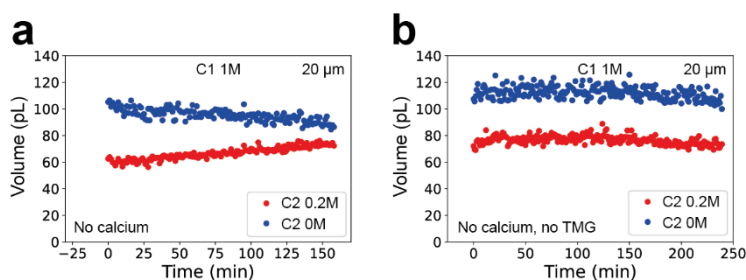 a
C1 1M
20 µm
Volume (pL)
140
120
100
80
60
40
20
0
C2 0.2M
C2 0M
No calcium
−25
0
25
50
75
100
125
150
Time (min)
b
C1 1M
20 µm
Volume (pL)
140
120
100
80
60
40
20
0
C2 0.2M
C2 0M
No calcium, no TMG
0
50
100
150
200
250
Time (min)